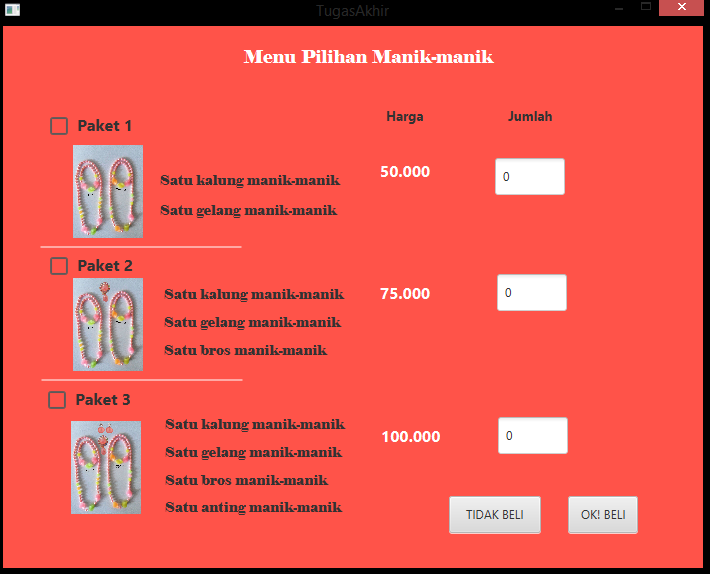 TugasAkhir
Menu Pilihan Manik-manik
Harga
Jumlah
Paket 1
Satu kalung manik-manik
Satu gelang manik-manik
50.000
0
Paket 2
Satu kalung manik-manik
Satu gelang manik-manik
Satu bros manik-manik
75.000
0
Paket 3
Satu kalung manik-manik
Satu gelang manik-manik
Satu bros manik-manik
Satu anting manik-manik
100.000
0
TIDAK BELI
OK! BELI